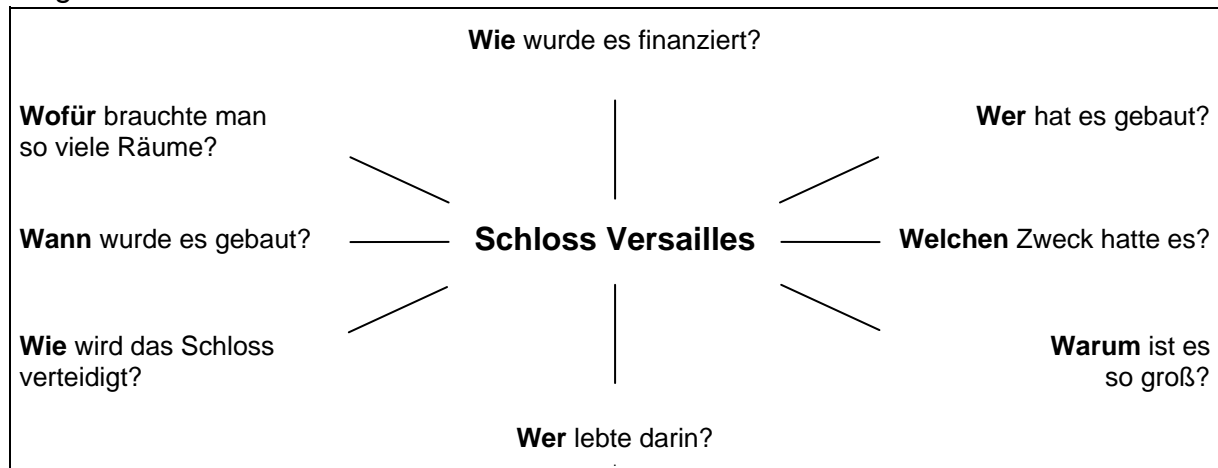 Wie wurde es finanziert?
Wofür brauchte man
so viele Räume?
Wer hat es gebaut?
Wann wurde es gebaut?
Schloss Versailles
Welchen Zweck hatte es?
Wie wird das Schloss
verteidigt?
Warum ist es
so groß?
Wer lebte darin?